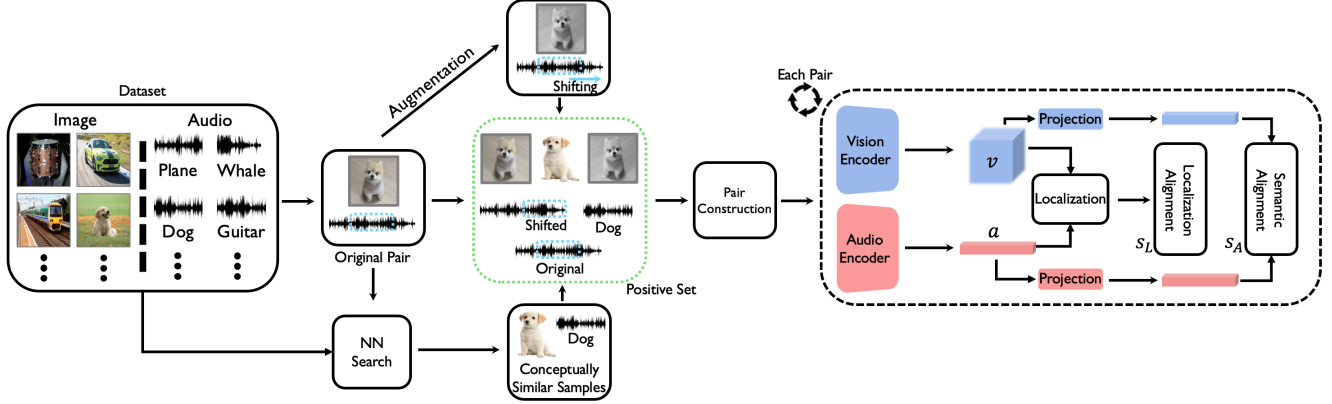 Dataset
Image
Audio
Plane
Whale
Dog
Guitar
Original Pair
Augmentation
Shifting
Shifted
Dog
Original
Positive Set
NN
Search
Dog
Conceptually
Similar Samples
Pair
Construction
Each Pair
Vision
Encoder
Audio
Encoder
v
a
Projection
Localization
Projection
Localization
Alignment
S_L
Semantic
Alignment
S_A